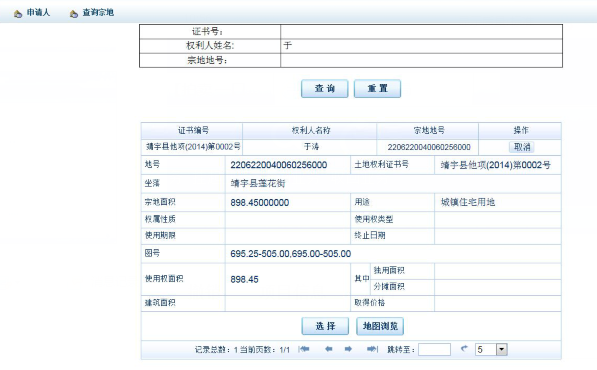 申请人 查询宗地
证书号：
权利人姓名： 于
宗地地号：
查询 重置
证书编号 权利人名称 宗地地号 操作
靖宇县他项(2014)第0002号 于涛 2206220040060256000 取消
地号 2206220040060256000 土地权利证书号 靖宇县他项(2014)第0002号
坐落 靖宇县莲花街
宗地面积 898.45000000 用途 城镇住宅用地
权属性质 使用权类型
使用期限 终止日期
图号 695.25-505.00,695.00-505.00
使用权面积 898.45 其中 独用面积
分摊面积
建筑面积 取得价格
选择 地图浏览
记录总数：1 当前页数：1/1 跳转至： 5